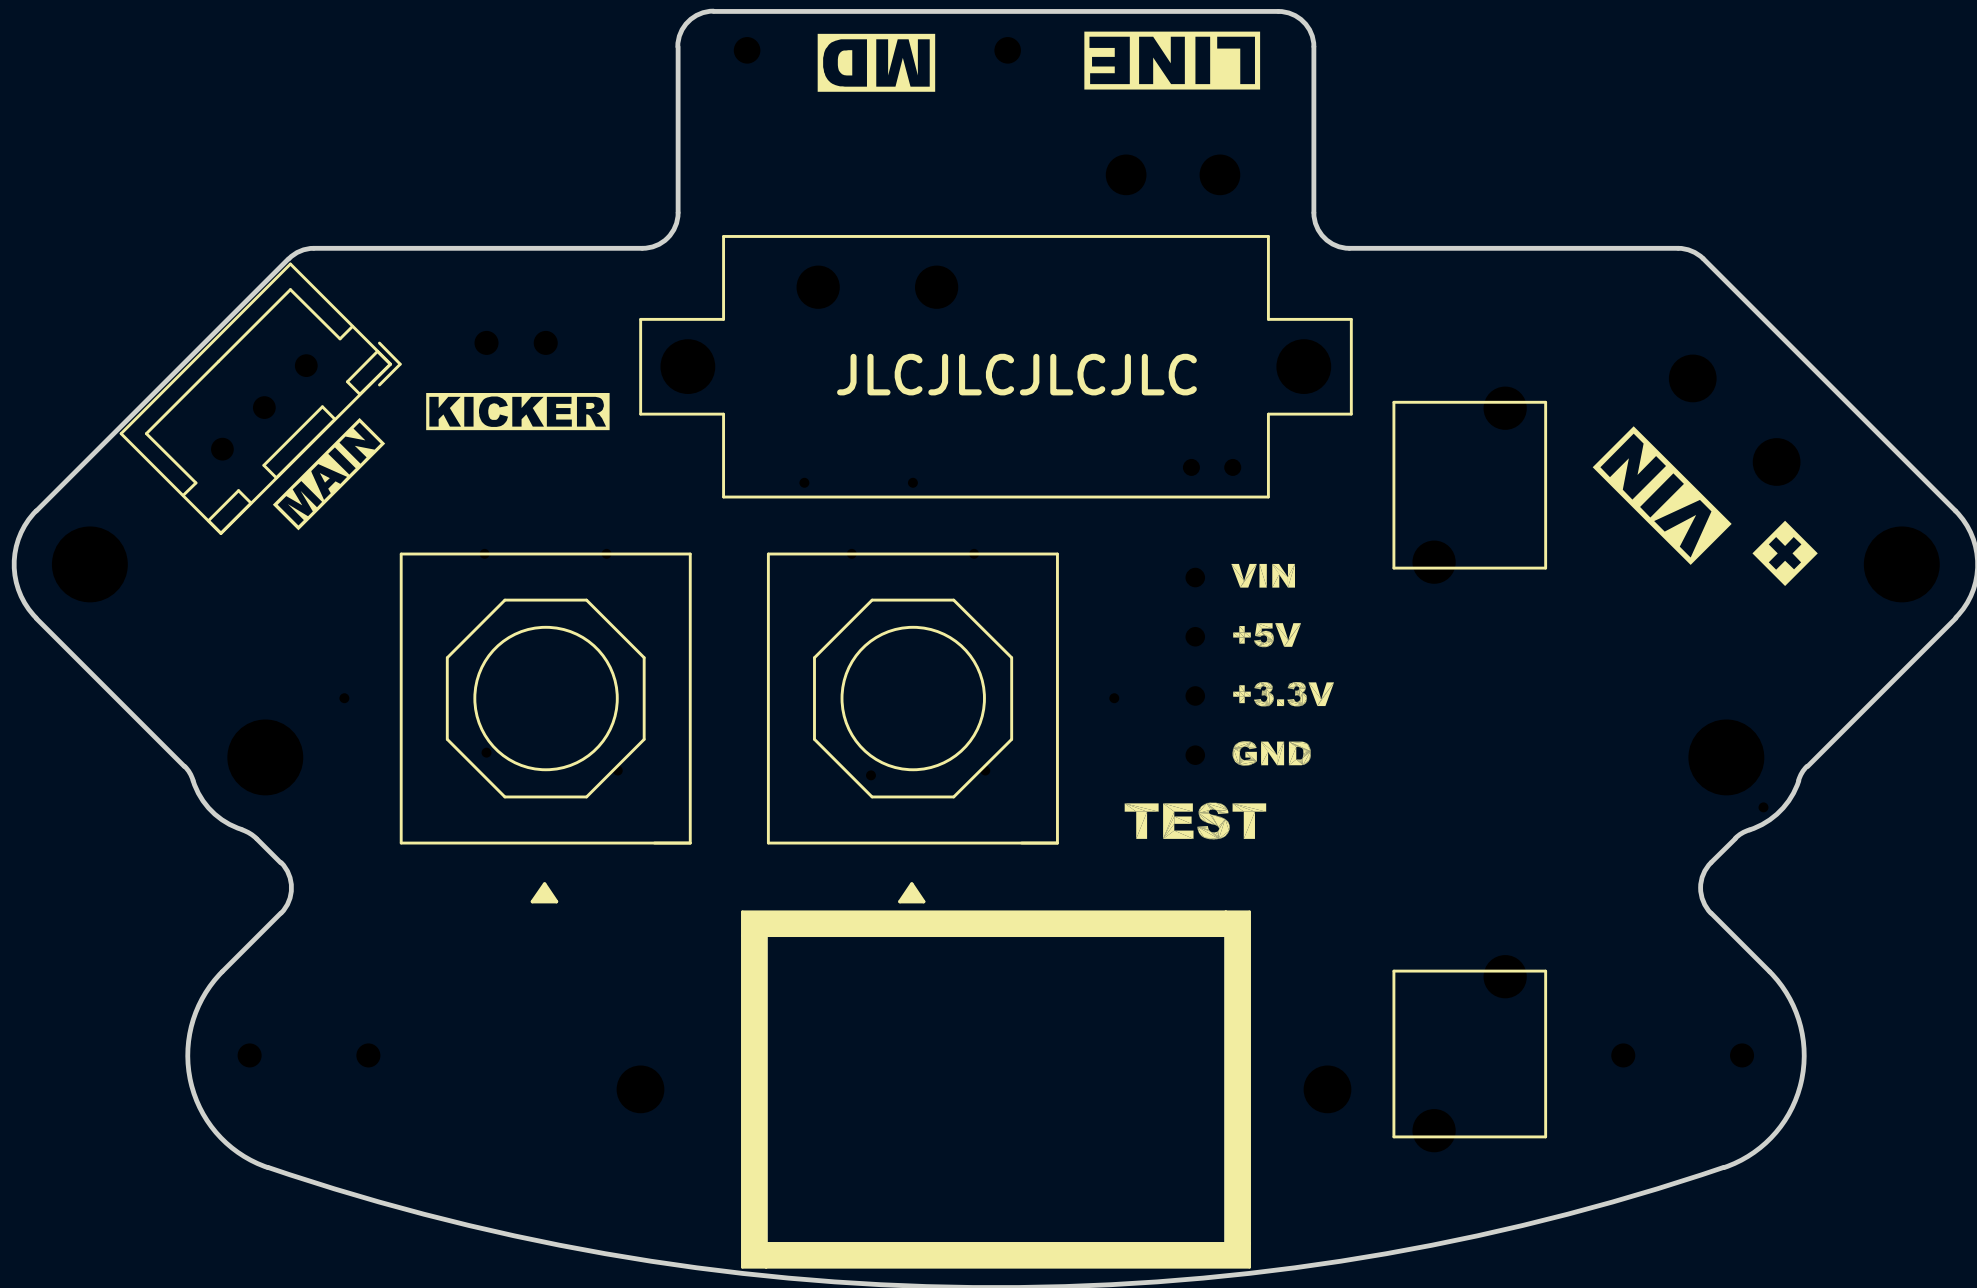 MD
LINE
JLCJLCJLCJLC
KICKER
MAIN
VIN
+
VIN
+5V
+3.3V
GND
TEST